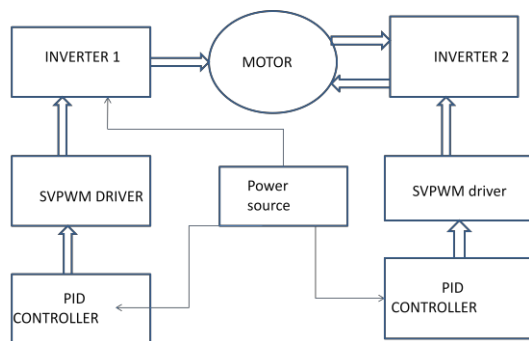 INVERTER 1
MOTOR
INVERTER 2
SVPWM DRIVER
Power
source
SVPWM driver
PID
CONTROLLER
PID
CONTROLLER